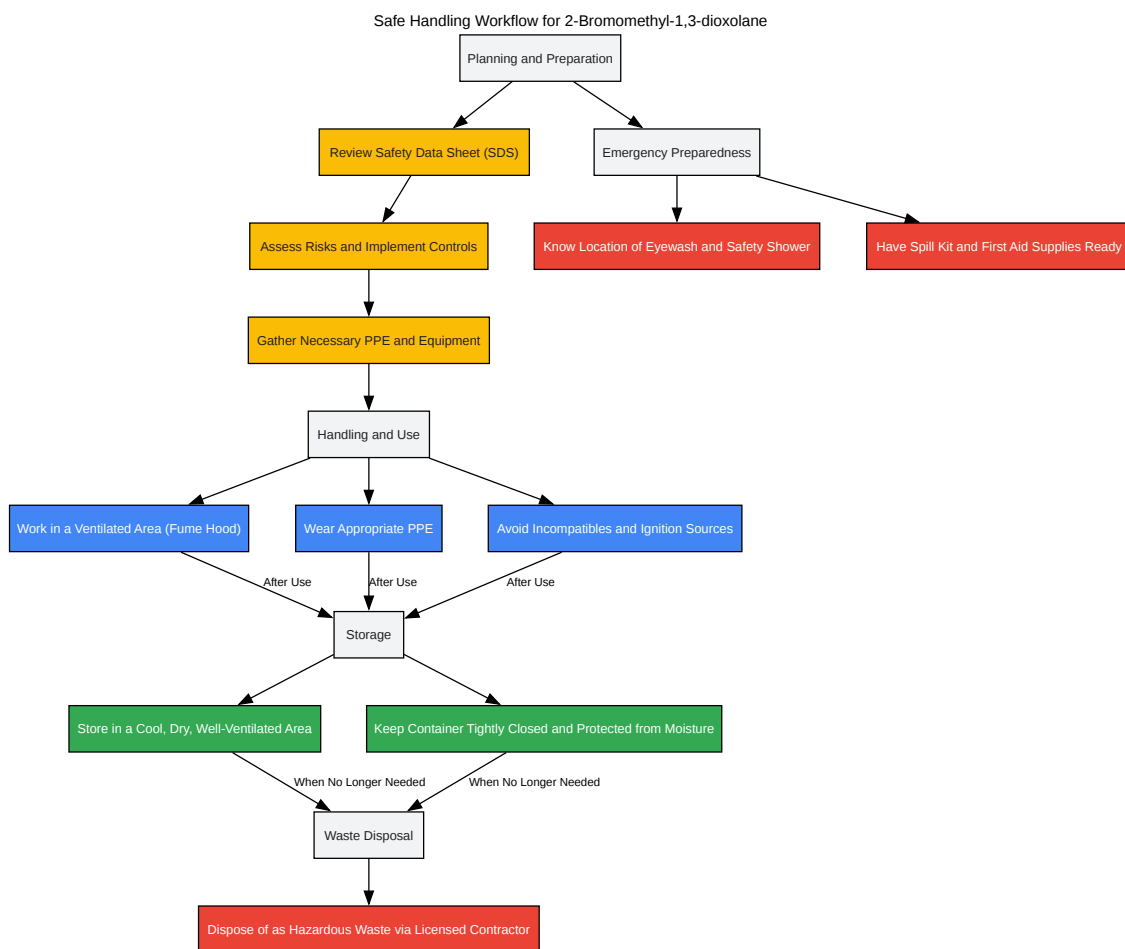 Safe Handling Workflow for 2-Bromomethyl-1,3-dioxolane
Planning and Preparation
Review Safety Data Sheet (SDS)
Emergency Preparedness
Assess Risks and Implement Controls
Know Location of Eyewash and Safety Shower
Have Spill Kit and First Aid Supplies Ready
Gather Necessary PPE and Equipment
Handling and Use
Work in a Ventilated Area (Fume Hood)
Wear Appropriate PPE
Avoid Incompatibles and Ignition Sources
After Use
After Use
After Use
Storage
Store in a Cool, Dry, Well-Ventilated Area
Keep Container Tightly Closed and Protected from Moisture
When No Longer Needed
When No Longer Needed
Waste Disposal
Dispose of as Hazardous Waste via Licensed Contractor